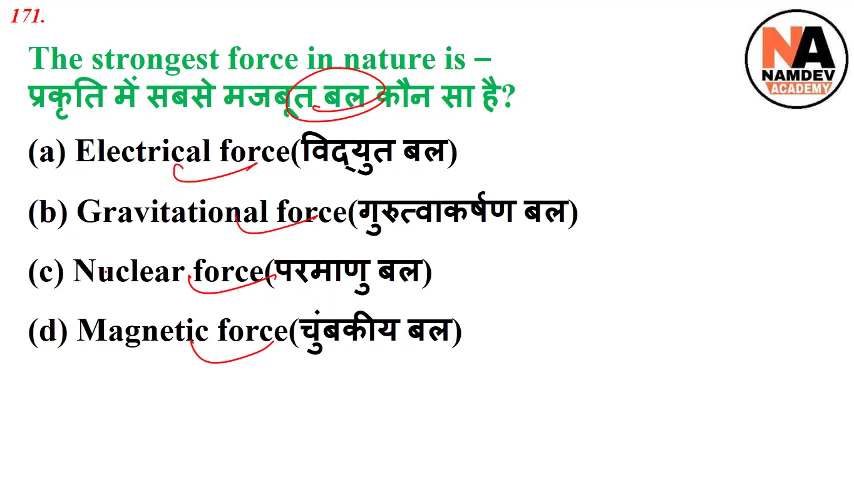 171.
The strongest force in nature is –
प्रकृति में सबसे मजबूत बल कौन सा है?
(a) Electrical force(विद्युत बल)
(b) Gravitational force(गुरुत्वाकर्षण बल)
(c) Nuclear force(परमाणु बल)
(d) Magnetic force(चुंबकीय बल)
NA
NAMDEV
ACADEMY